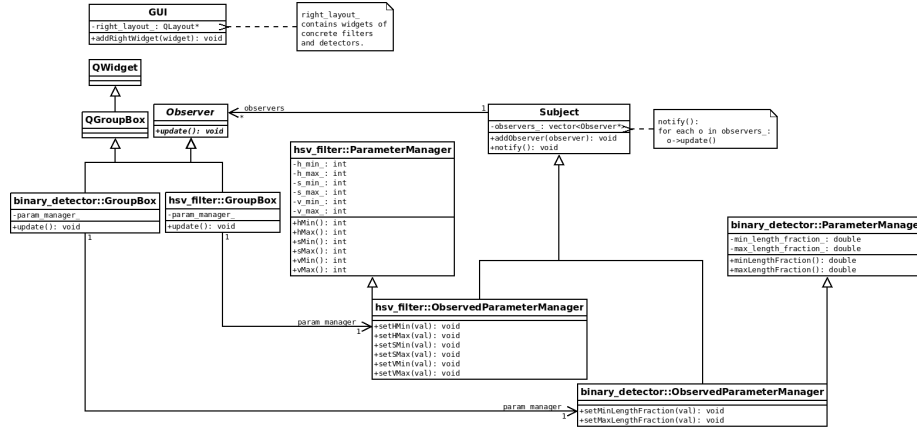 GUI
-right_layout_: QLayout*
+addRightWidget(widget): void
right_layout_
contains widgets of
concrete filters
and detectors.
QWidget
QGroupBox
Observer
+update(): void
observers
*
1
Subject
-observers_: vector<Observer*>
+addObserver(observer): void
+notify(): void
notify():
for each o in observers_:
o->update()
hsv_filter::ParameterManager
-h_min_: int
-h_max_: int
-s_min_: int
-s_max_: int
-v_min_: int
-v_max_: int
+hMin(): int
+hMax(): int
+sMin(): int
+sMax(): int
+vMin(): int
+vMax(): int
binary_detector::GroupBox
-param_manager_
+update(): void
1
hsv_filter::GroupBox
-param_manager_
+update(): void
1
binary_detector::ParameterManage
-min_length_fraction_: double
-max_length_fraction_: double
+minLengthFraction(): double
+maxLengthFraction(): double
param_manager_
1
hsv_filter::ObservedParameterManager
+setHMin(val): void
+setHMax(val): void
+setSMin(val): void
+setSMax(val): void
+setVMin(val): void
+setVMax(val): void
param_manager_
1
binary_detector::ObservedParameterManager
+setMinLengthFraction(val): void
+setMaxLengthFraction(val): void